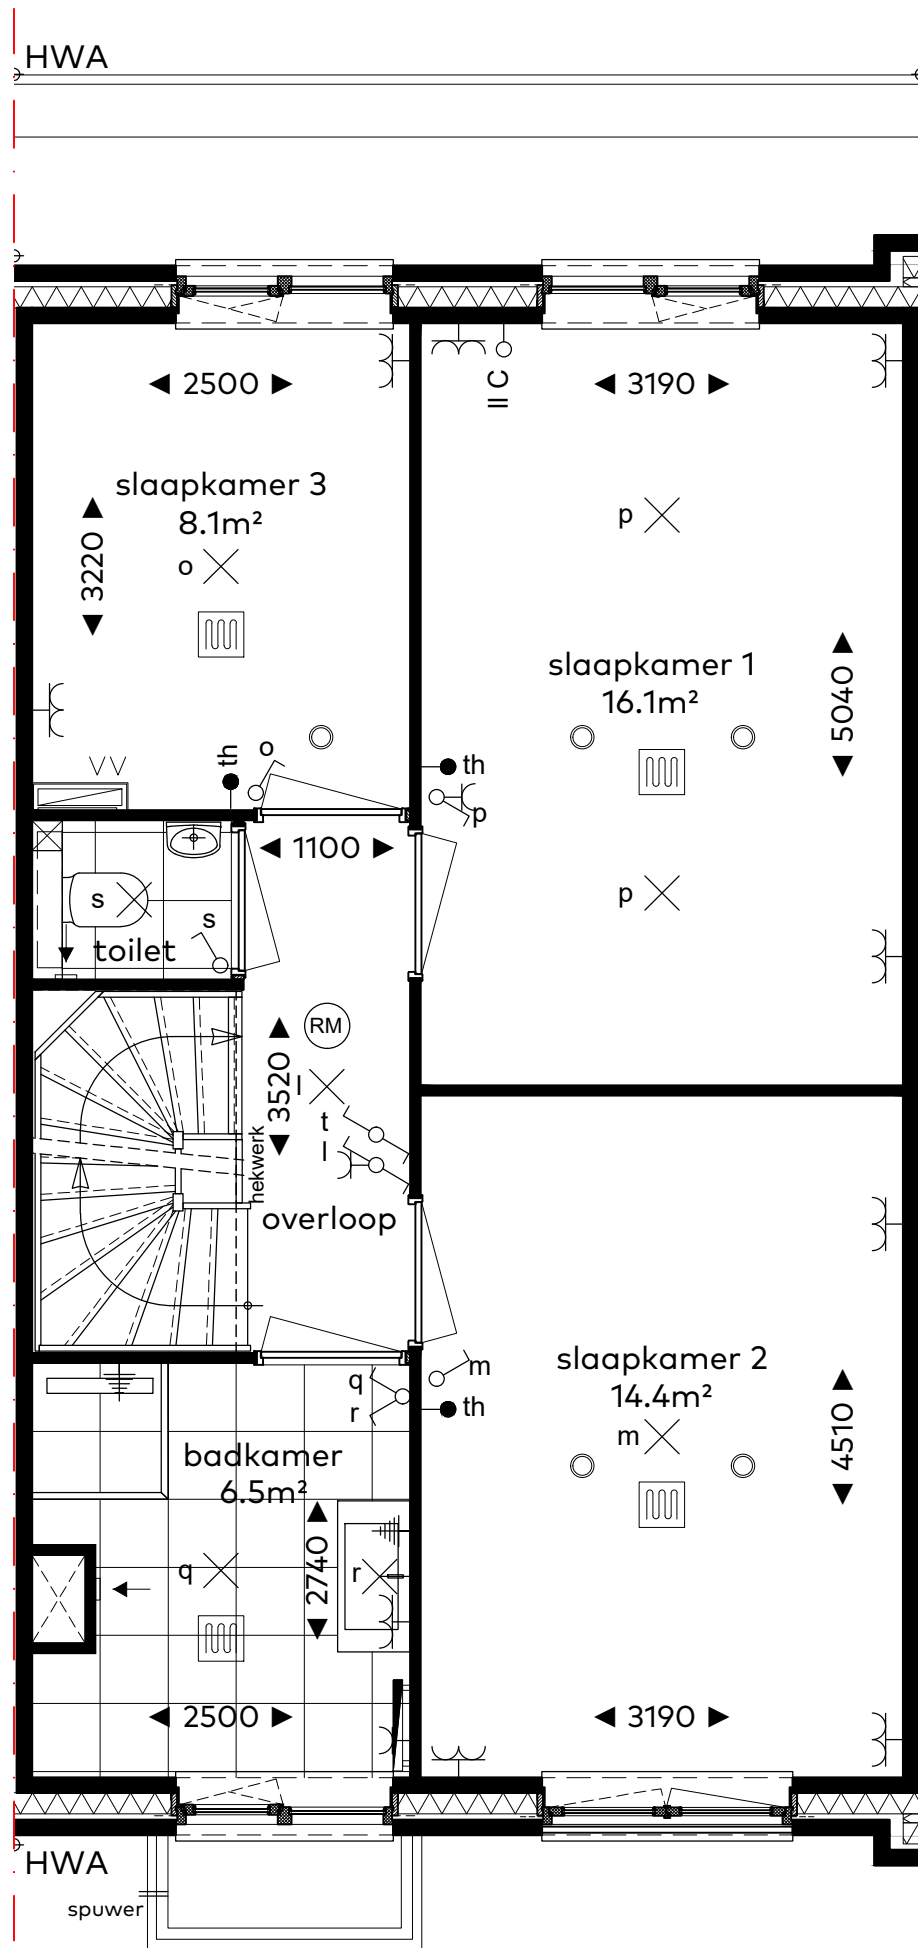 HWA
2500
3190
II C
slaapkamer 3
8.1m²
3220
o
p
slaapkamer 1
16.1m²
5040
th
o
th
p
1100
s
s
toilet
p
RM
3520
l
t
l
hekwerk
overloop
slaapkamer 2
14.4m²
m
th
m
4510
q
r
badkamer
6.5m²
2740
q
r
2500
3190
HWA
spuwer